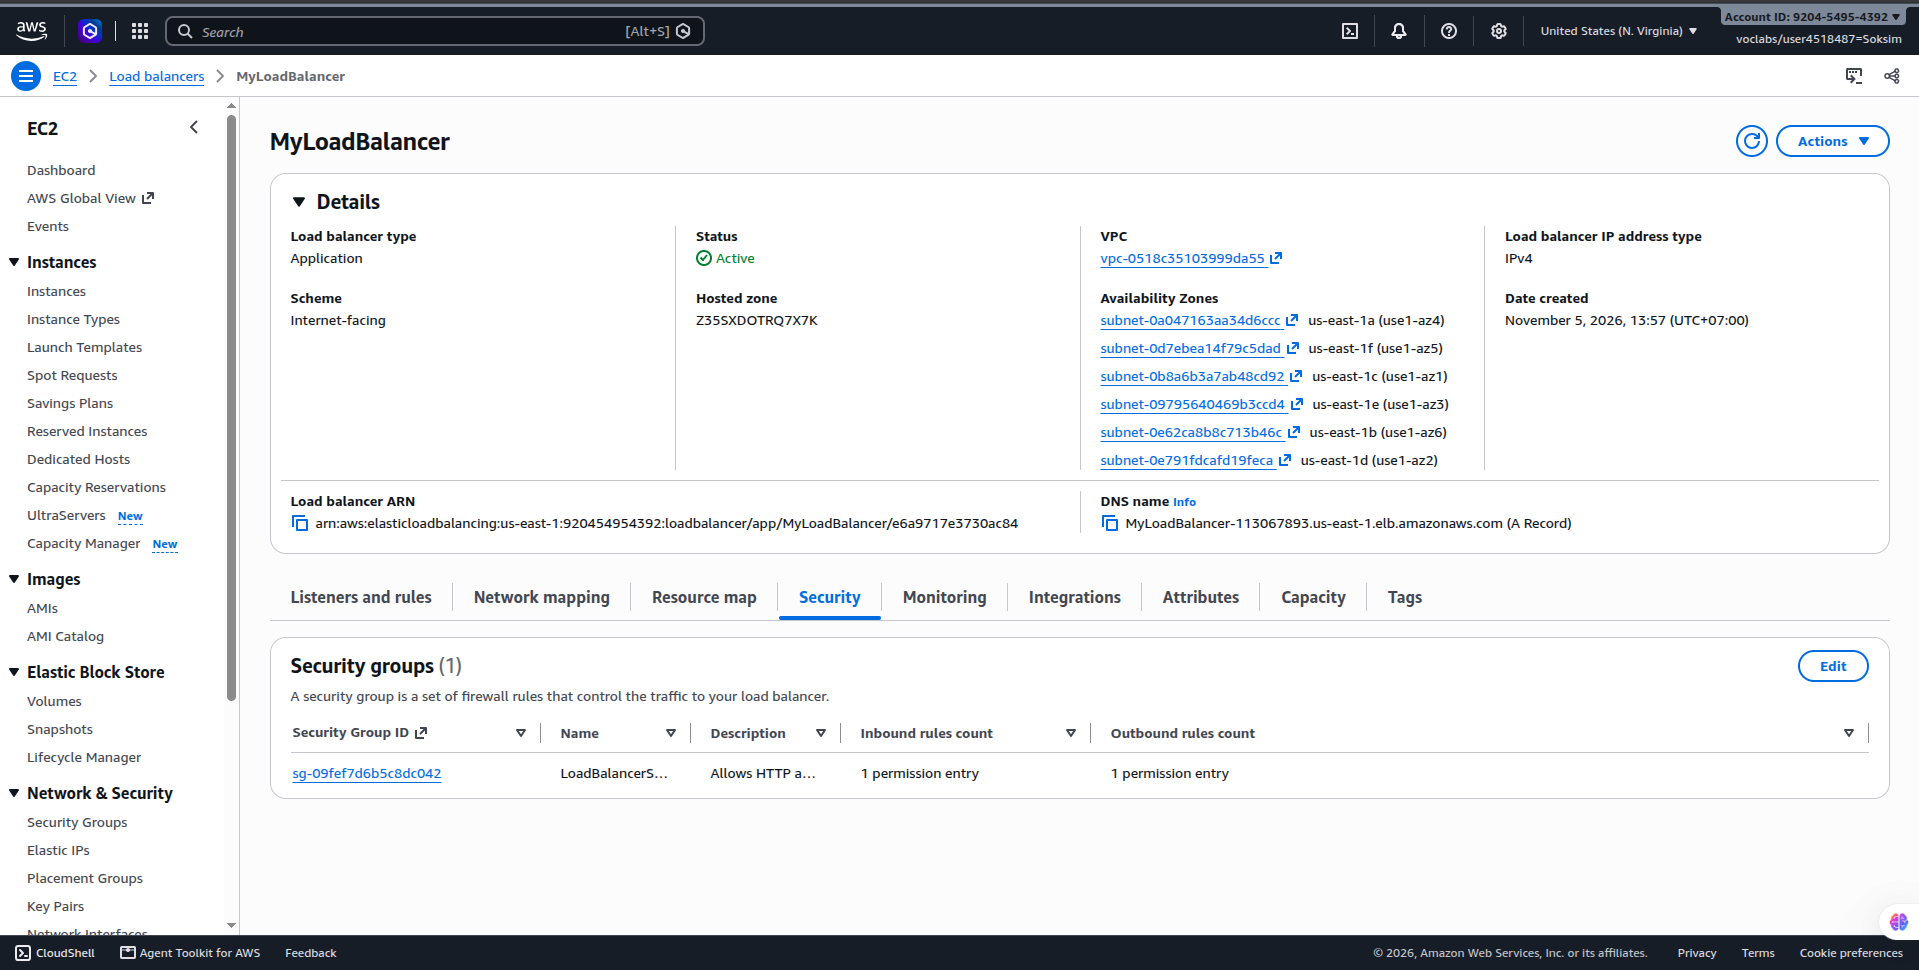 aws
Search
[Alt+S]
United States (N. Virginia)
Account ID: 9204-5495-4392
voclabs/user4518487=Soksim
EC2
Load balancers
MyLoadBalancer
EC2
Dashboard
AWS Global View
Events
Instances
Instances
Instance Types
Launch Templates
Spot Requests
Savings Plans
Reserved Instances
Dedicated Hosts
Capacity Reservations
UltraServers New
Capacity Manager New
Images
AMIs
AMI Catalog
Elastic Block Store
Volumes
Snapshots
Lifecycle Manager
Network & Security
Security Groups
Elastic IPs
Placement Groups
Key Pairs
Network Interfaces
MyLoadBalancer
Actions
Details
Load balancer type
Application
Status
Active
VPC
vpc-0518c35103999da55
Load balancer IP address type
IPv4
Scheme
Internet-facing
Hosted zone
Z35SXDOTRQ7X7K
Availability Zones
subnet-0a047163aa34d6ccc us-east-1a (use1-az4)
subnet-0d7ebea14f79c5dad us-east-1f (use1-az5)
subnet-0b8a6b3a7ab48cd92 us-east-1c (use1-az1)
subnet-09795640469b3ccd4 us-east-1e (use1-az3)
subnet-0e62ca8b8c713b46c us-east-1b (use1-az6)
subnet-0e791fdcafd19feca us-east-1d (use1-az2)
Date created
November 5, 2026, 13:57 (UTC+07:00)
Load balancer ARN
arn:aws:elasticloadbalancing:us-east-1:920454954392:loadbalancer/app/MyLoadBalancer/e6a9717e3730ac84
DNS name Info
MyLoadBalancer-113067893.us-east-1.elb.amazonaws.com (A Record)
Listeners and rules
Network mapping
Resource map
Security
Monitoring
Integrations
Attributes
Capacity
Tags
Security groups (1)
Edit
A security group is a set of firewall rules that control the traffic to your load balancer.
Security Group ID
Name
Description
Inbound rules count
Outbound rules count
sg-09fef7d6b5c8dc042
LoadBalancerS...
Allows HTTP a...
1 permission entry
1 permission entry
CloudShell
Agent Toolkit for AWS
Feedback
© 2026, Amazon Web Services, Inc. or its affiliates.
Privacy
Terms
Cookie preferences